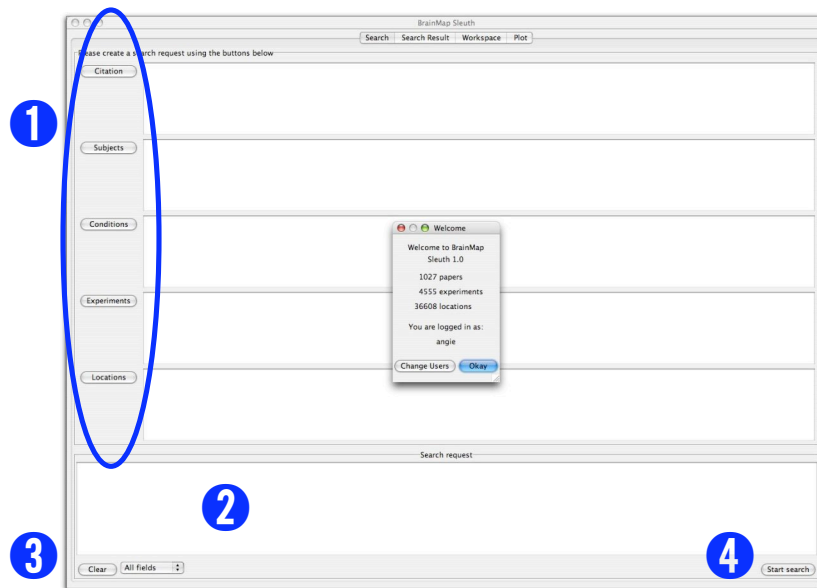 BrainMap Sleuth
Search Search Result Workspace Plot
Please create a search request using the buttons below
Citation
1
Subjects
Conditions
Welcome
Welcome to BrainMap
Sleuth 1.0
1027 papers
4555 experiments
36608 locations
You are logged in as:
angie
Change Users Okay
Experiments
Locations
Search request
2
3
4
Clear All fields Start search